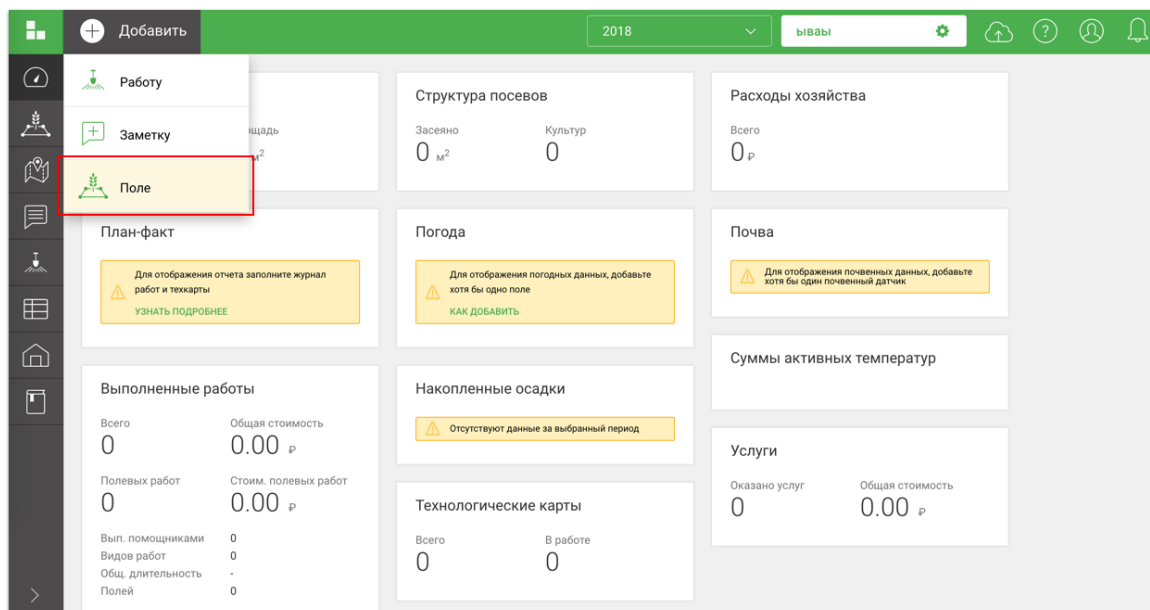 Добавить
2018
ываы
Работу
Заметку
Поле
м²
Структура посевов
Засеяно
Культур
0 м²
0
Расходы хозяйства
Всего
0 ₽
План-факт
Для отображения отчета заполните журнал
работ и техкарты
УЗНАТЬ ПОДРОБНЕЕ
Погода
Для отображения погодных данных, добавьте
хотя бы одно поле
КАК ДОБАВИТЬ
Почва
Для отображения почвенных данных, добавьте
хотя бы один почвенный датчик
Суммы активных температур
Выполненные работы
Всего
Общая стоимость
0
0.00 ₽
Полевых работ
Стоим. полевых работ
0
0.00 ₽
Вып. помощниками 0
Видов работ 0
Общ. длительность -
Полей 0
Накопленные осадки
Отсутствуют данные за выбранный период
Технологические карты
Всего
В работе
0
0
Услуги
Оказано услуг
Общая стоимость
0
0.00 ₽